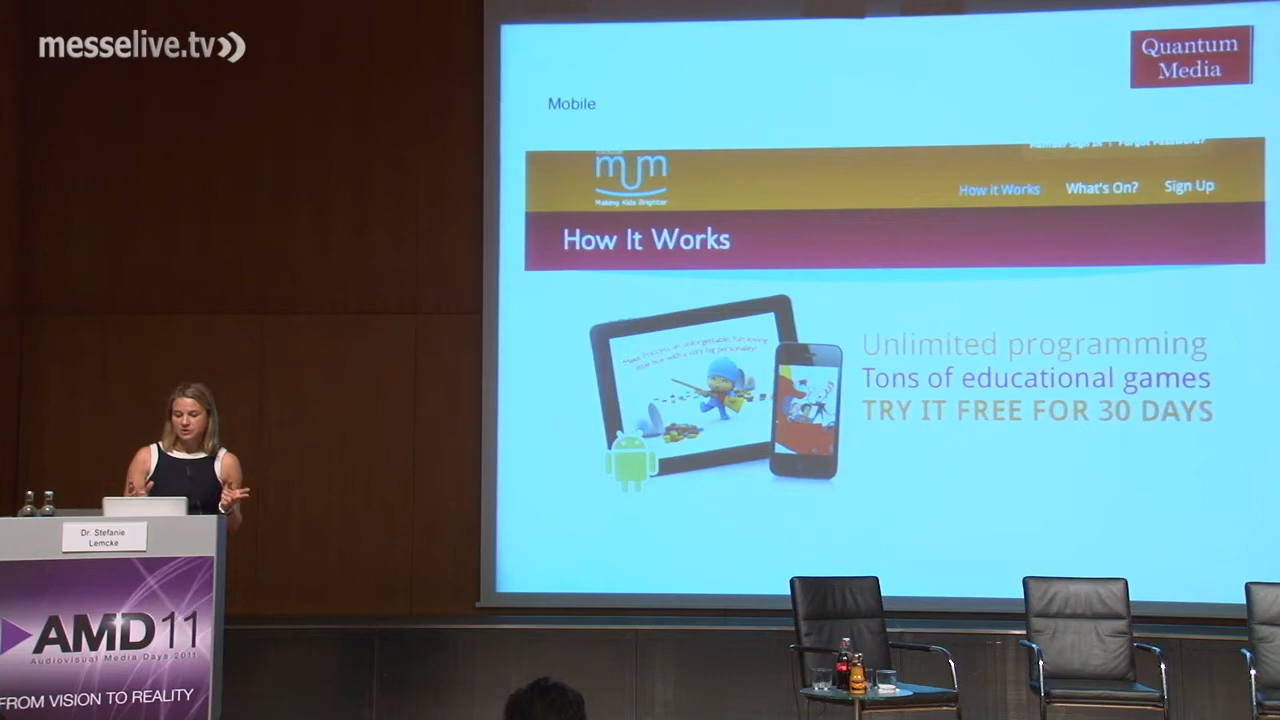 messelive.tv
Quantum
Media
Mobile
mum
Making Kids Brighter
How it Works
What's On?
Sign Up
How It Works
Unlimited programming
Tons of educational games
TRY IT FREE FOR 30 DAYS
Dr. Stefanie
Lemcke
AMD11
Audiovisual Media Days 2011
FROM VISION TO REALITY